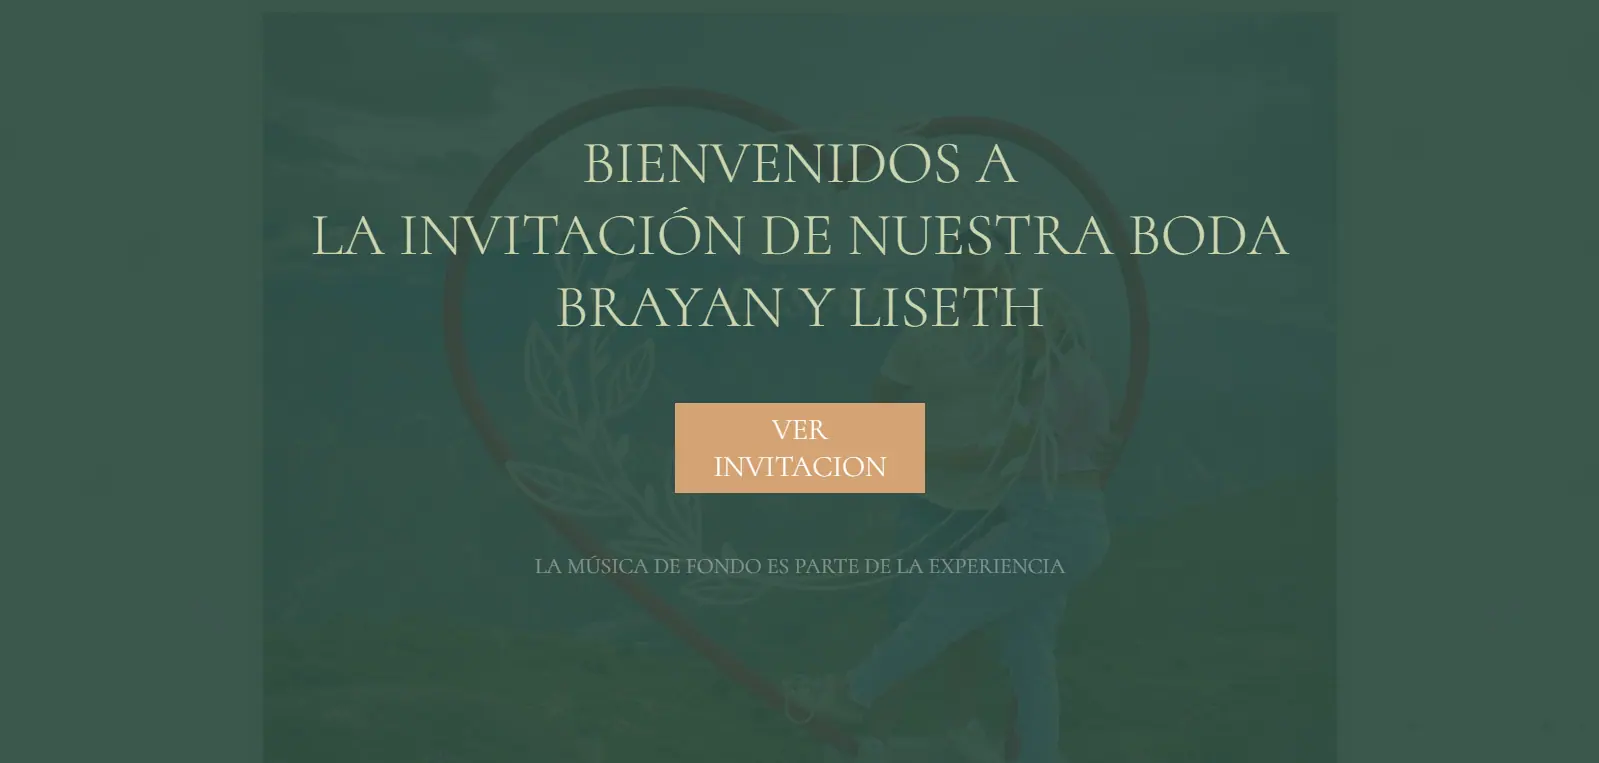 BIENVENIDOS A
LA INVITACIÓN DE NUESTRA BODA
BRAYAN Y LISETH
VER
INVITACION
LA MÚSICA DE FONDO ES PARTE DE LA EXPERIENCIA